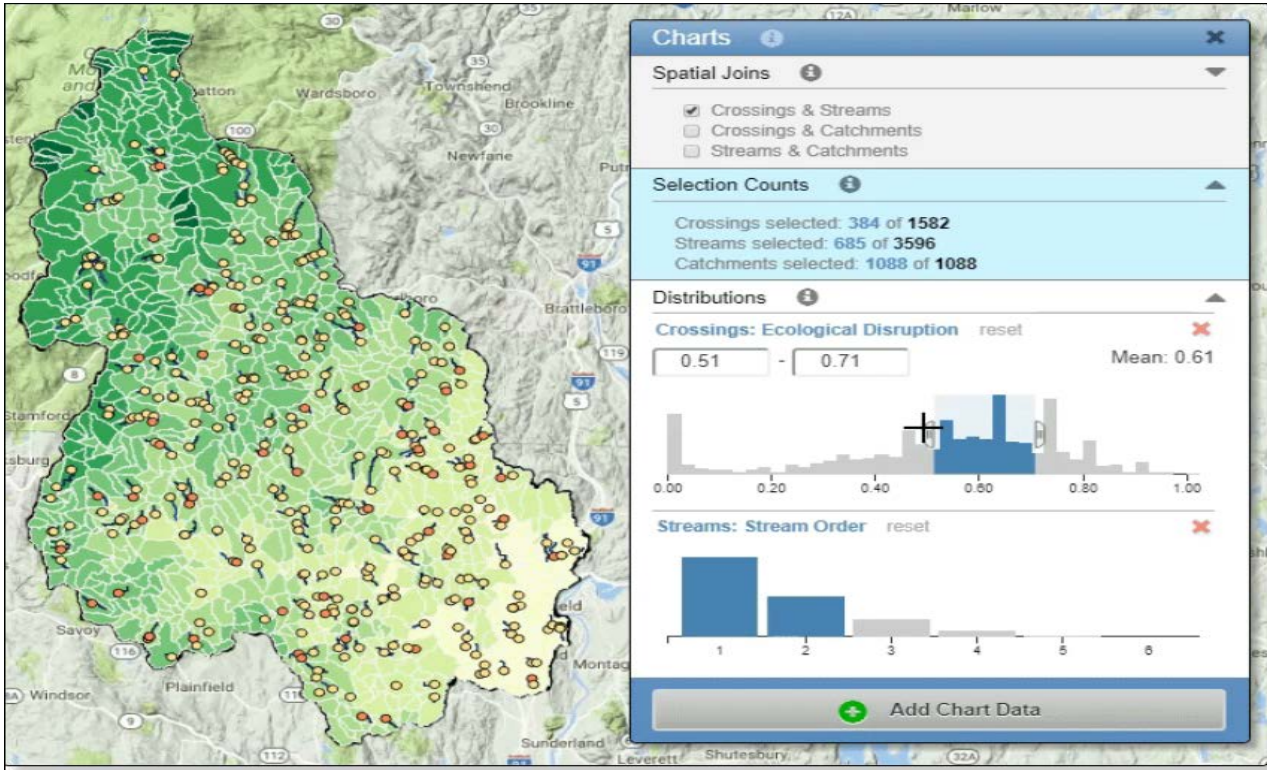 35
12A
Marlow
30
Charts
Spatial Joins
Crossings & Streams
Crossings & Catchments
Streams & Catchments
Selection Counts
Crossings selected: 384 of 1582
Streams selected: 685 of 3596
Catchments selected: 1088 of 1088
Distributions
Crossings: Ecological Disruption reset
0.51 - 0.71 Mean: 0.61
0.00 0.20 0.40 0.60 0.80 1.00
Streams: Stream Order reset
1 2 3 4 5 6
Add Chart Data
35
Townshend
Wardsboro
Brookline
100
30
Newfane
5
91
Brattleboro
119
8
91
5
Stamford
91
Savoy
116
Plainfield
Windsor
9
112
Sunderland
Leverett
Shutesbury
32A
91